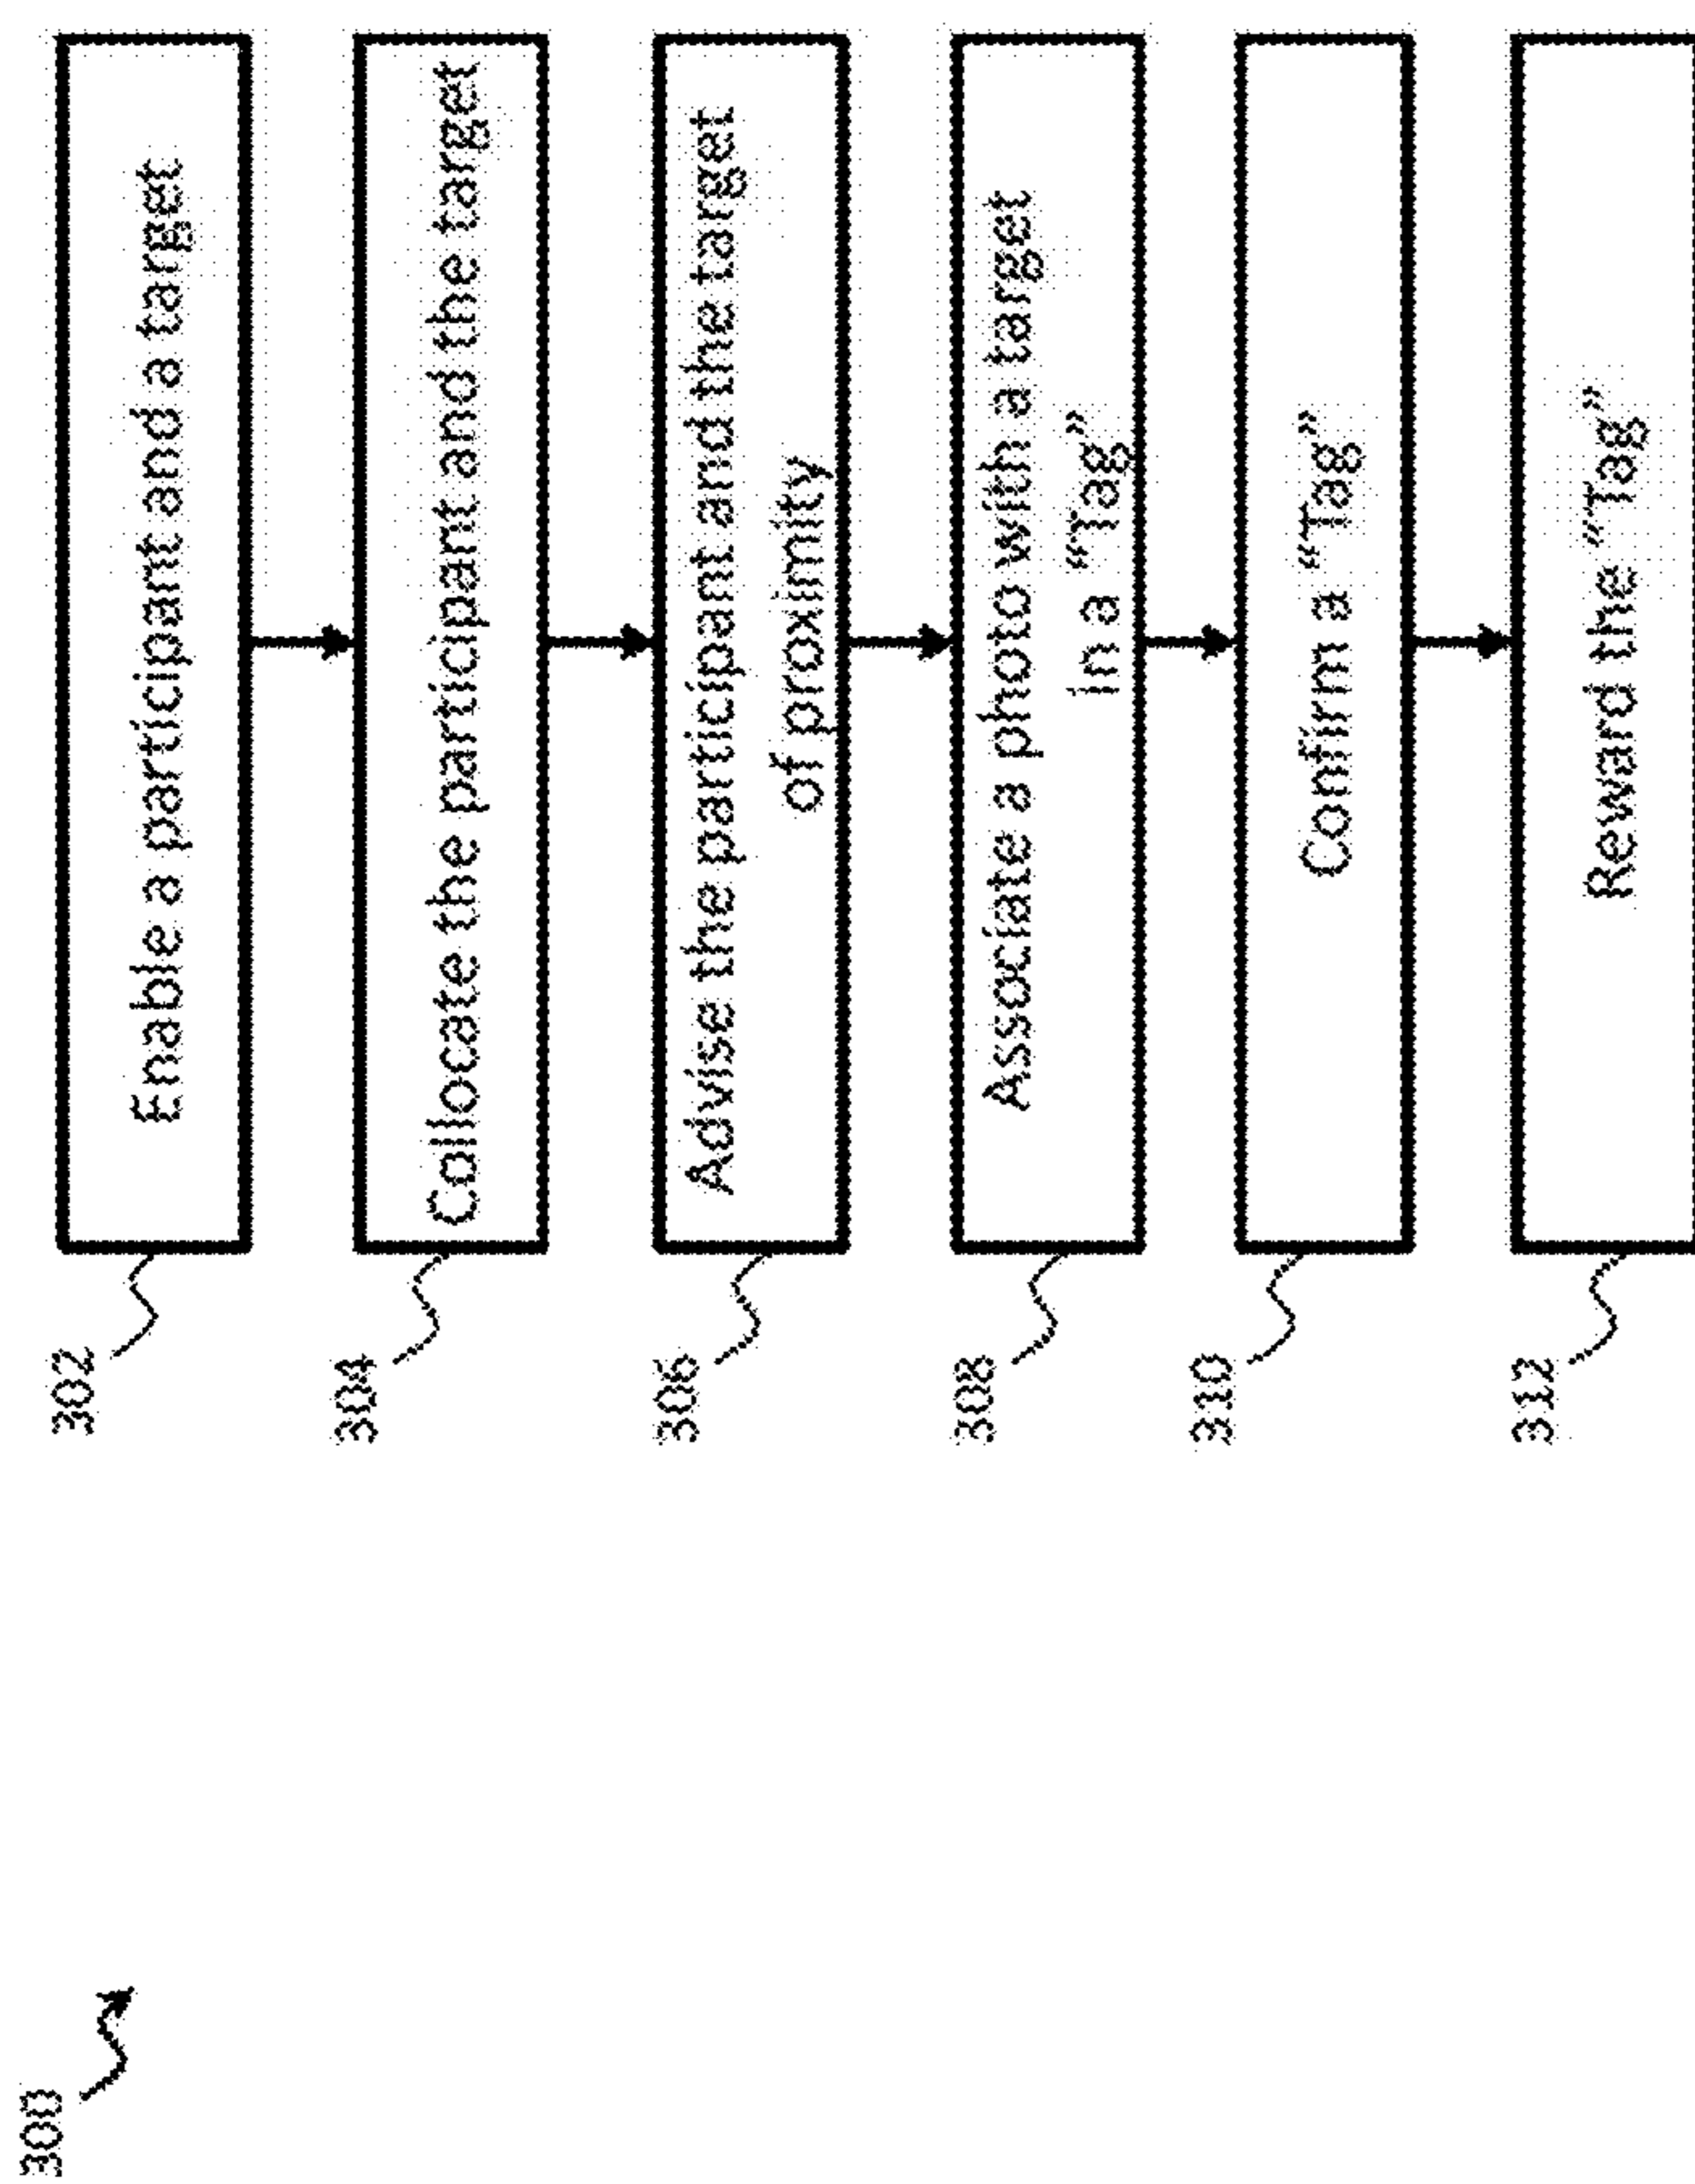 300
302
Enable a participant and a target
304
Collocate the participant and the target
306
Advise the participant and the target
of proximity
308
Associate a photo with a target
in a “Tag”
310
Confirm a “Tag”
312
Reward the “Tag”